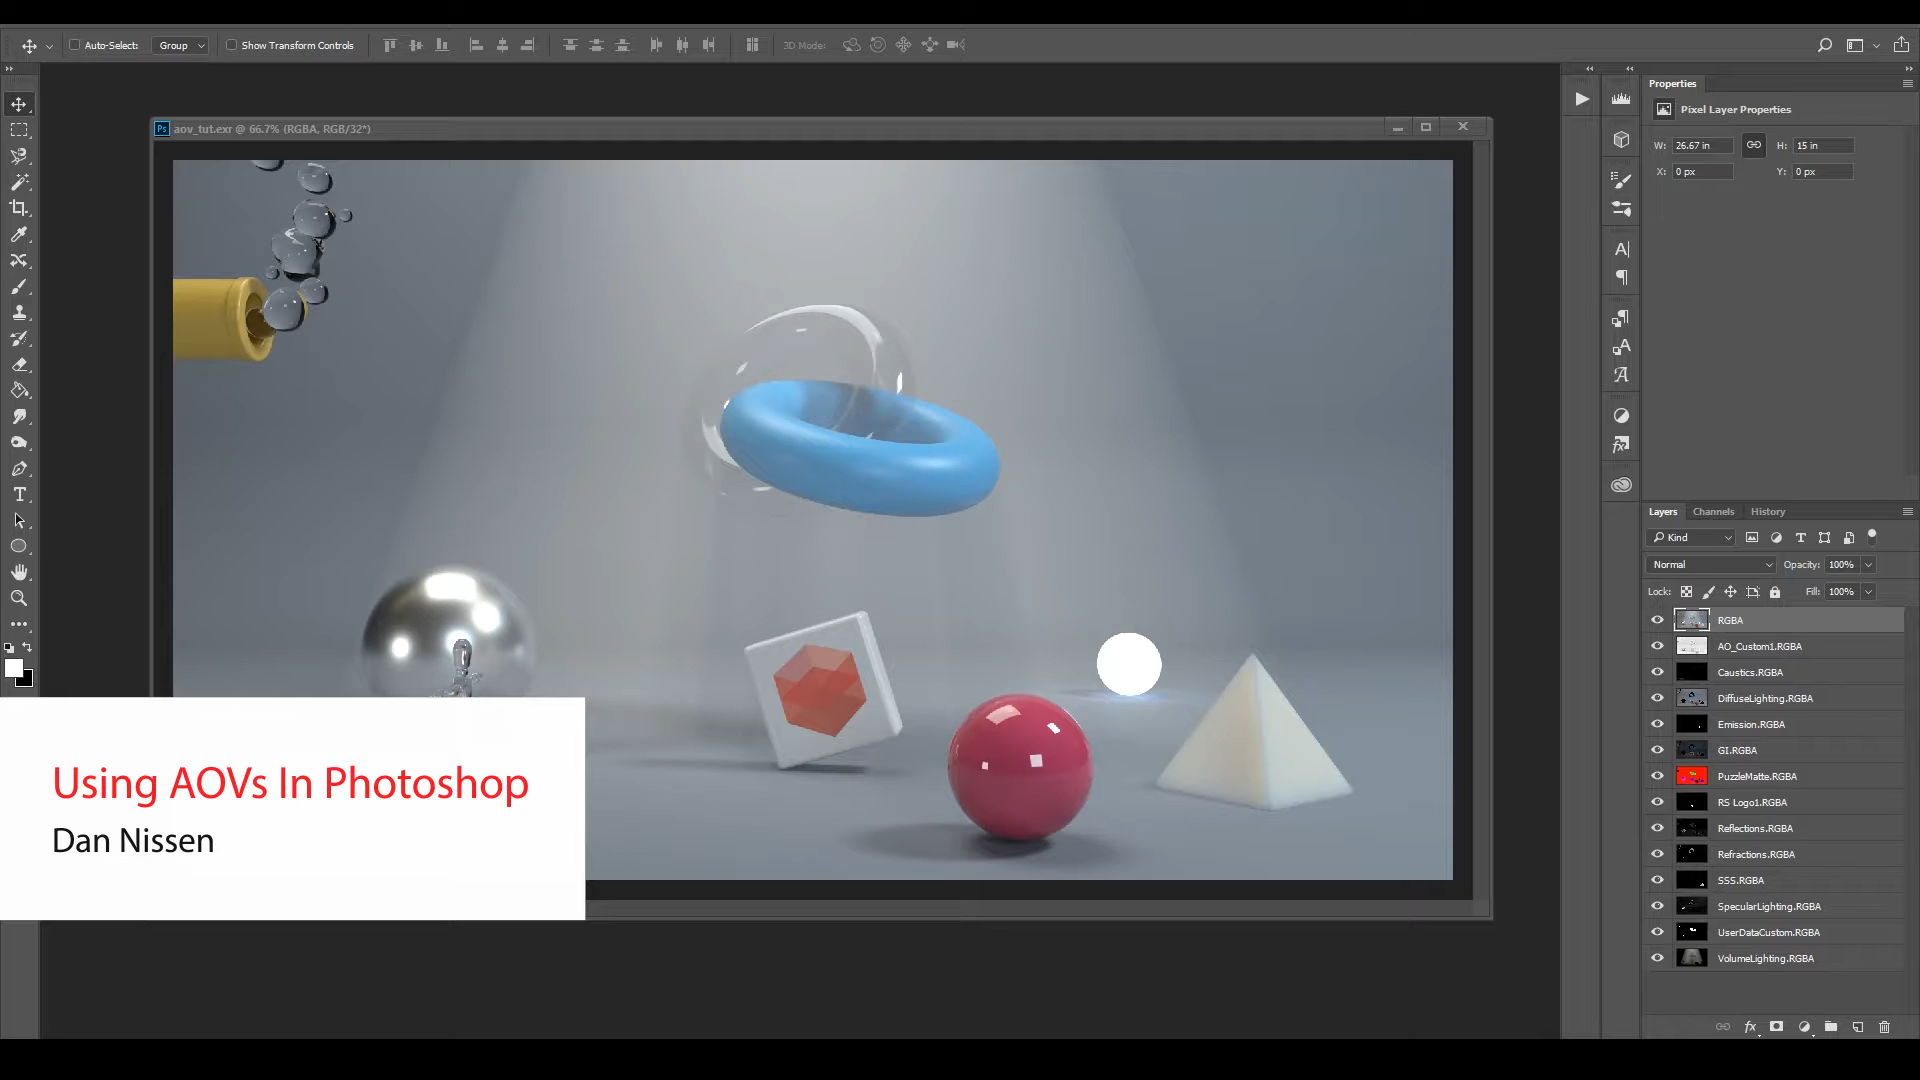 Auto-Select:
Group
Show Transform Controls
3D Mode:
Ps
aov_tut.exr @ 66.7% (RGBA, RGB/32*)
Using AOVs In Photoshop
Dan Nissen
Properties
Pixel Layer Properties
W: 26.67 in H: 15 in
X: 0 px Y: 0 px
Layers Channels History
Kind
Normal Opacity: 100%
Lock: Fill: 100%
RGBA
AO_Custom1.RGBA
Caustics.RGBA
DiffuseLighting.RGBA
Emission.RGBA
GI.RGBA
PuzzleMatte.RGBA
RS Logo1.RGBA
Reflections.RGBA
Refractions.RGBA
SSS.RGBA
SpecularLighting.RGBA
UserDataCustom.RGBA
VolumeLighting.RGBA